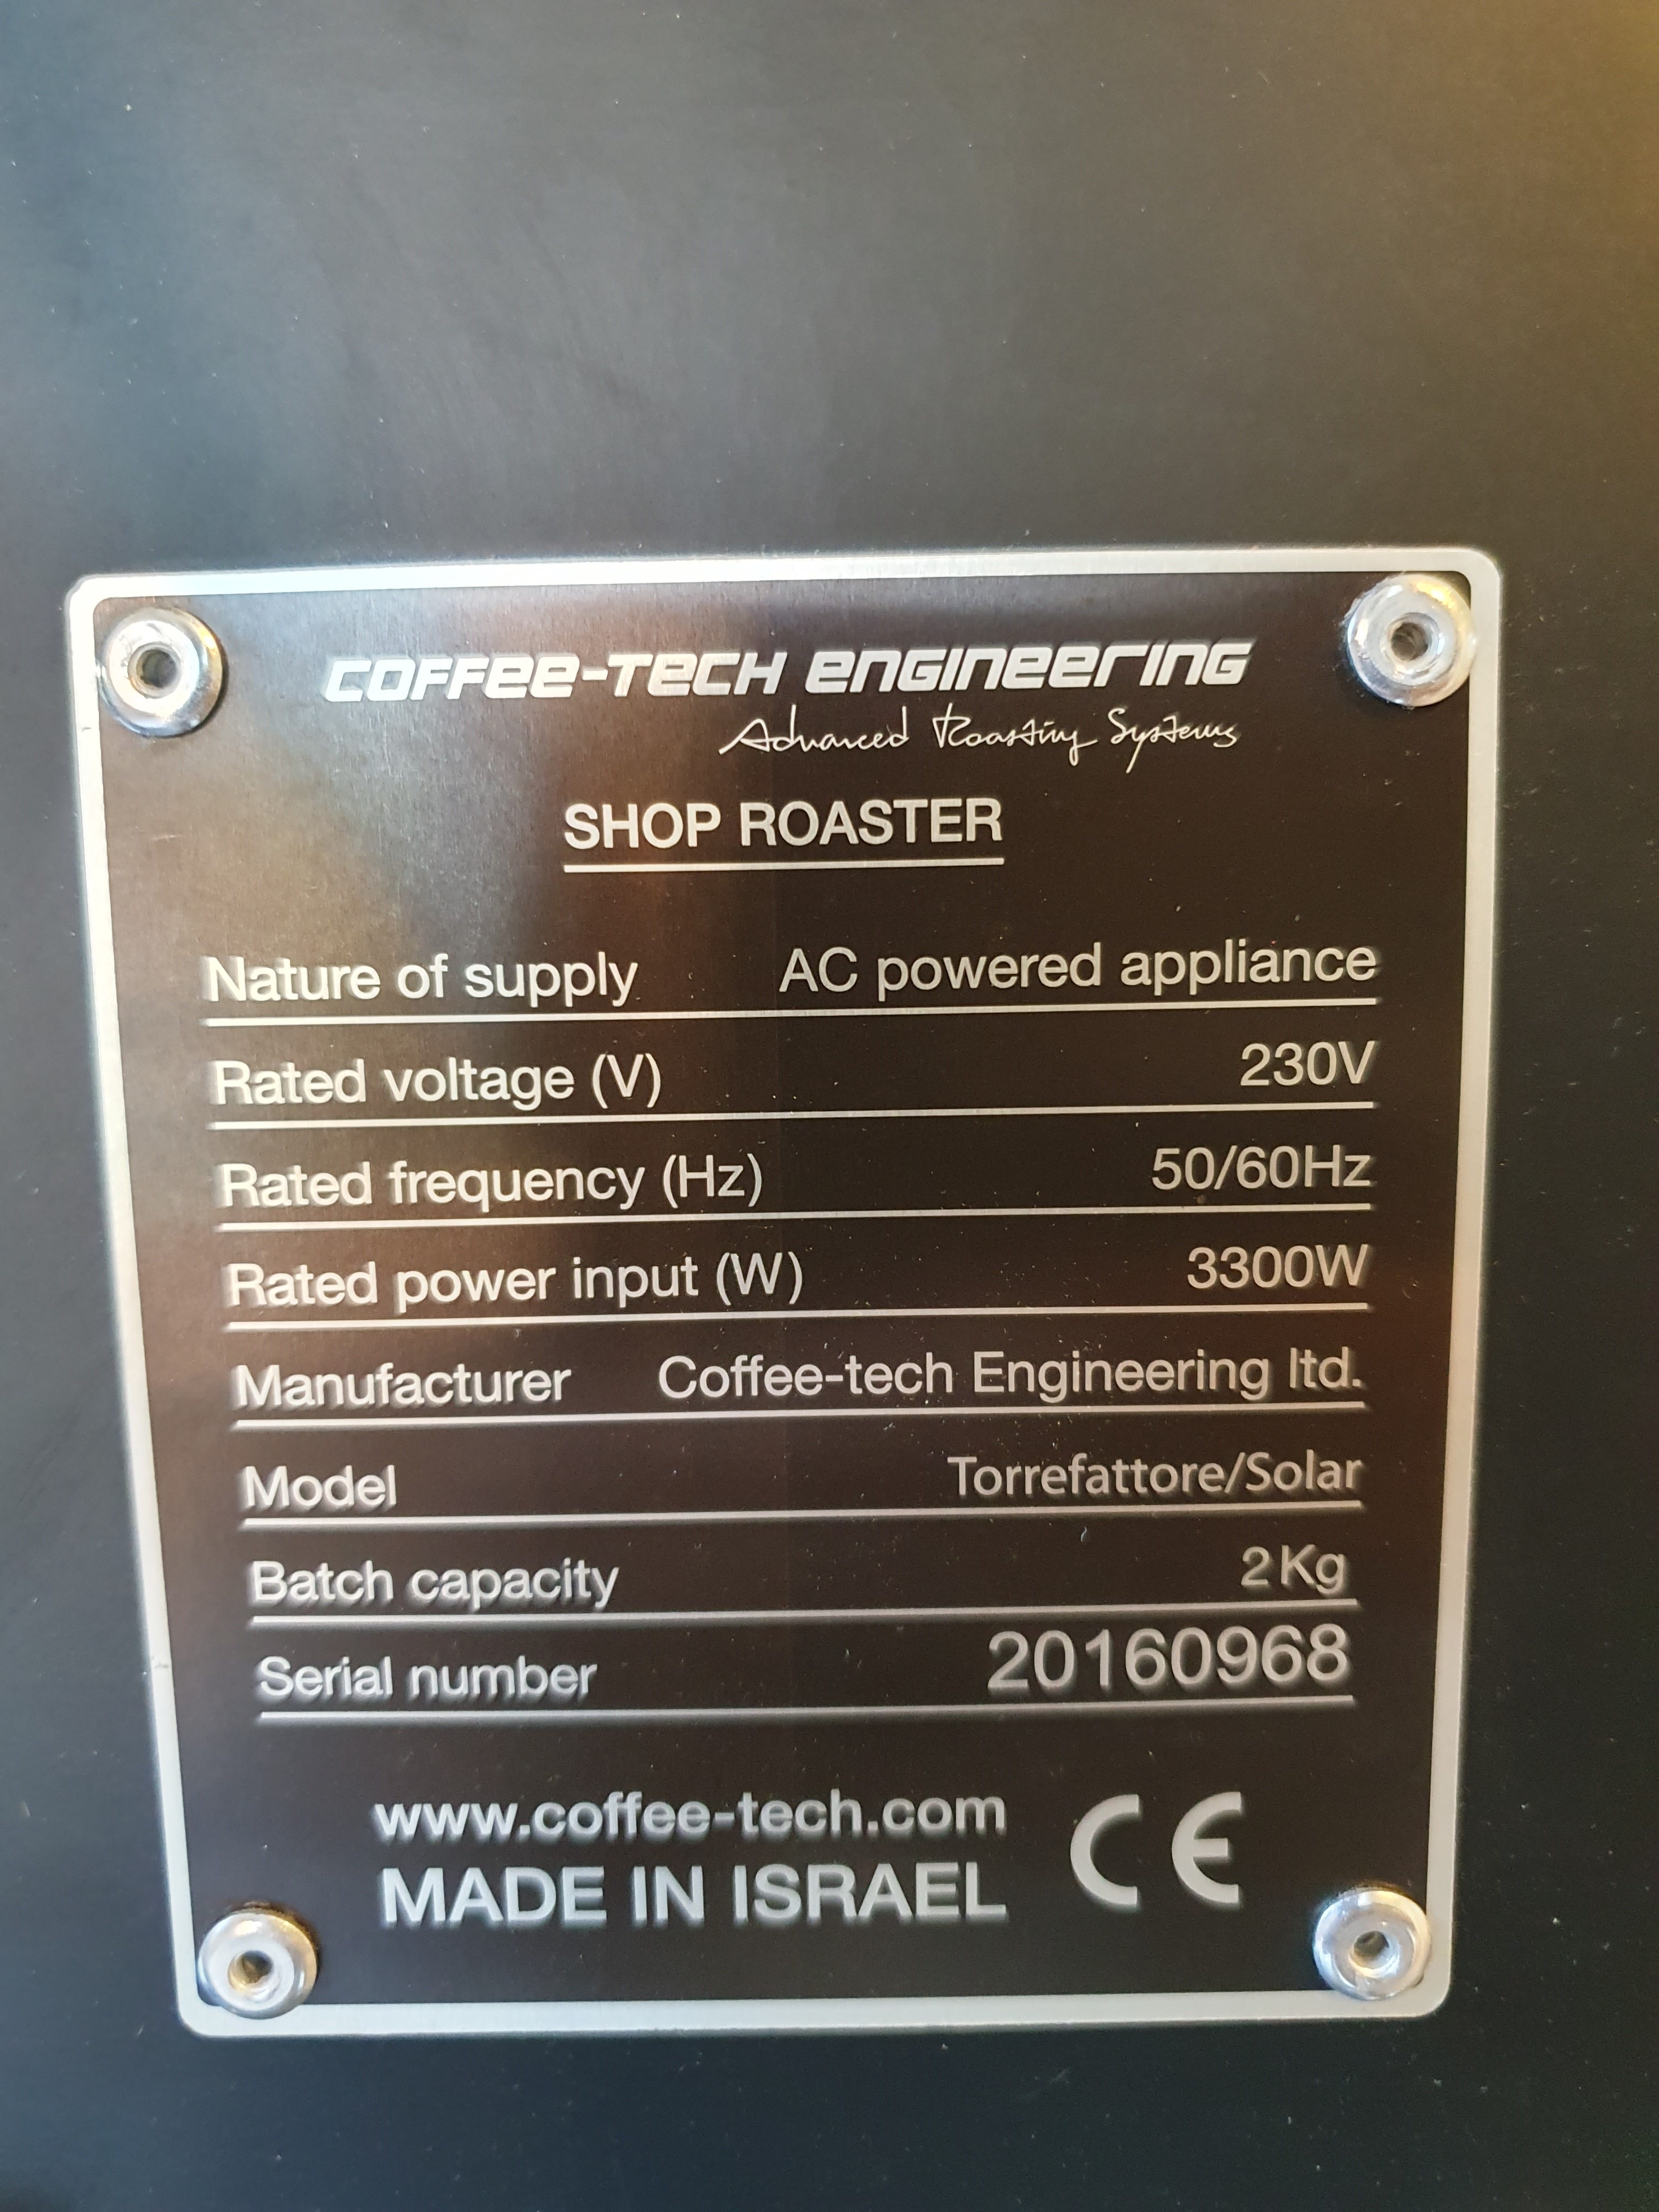 COFFEE-TECH ENGINEERING
Advanced Roasting Systems
SHOP ROASTER
Nature of supply AC powered appliance
Rated voltage (V) 230V
Rated frequency (Hz) 50/60Hz
Rated power input (W) 3300W
Manufacturer Coffee-tech Engineering ltd.
Model Torrefattore/Solar
Batch capacity 2Kg
Serial number 20160968
www.coffee-tech.com
MADE IN ISRAEL CE